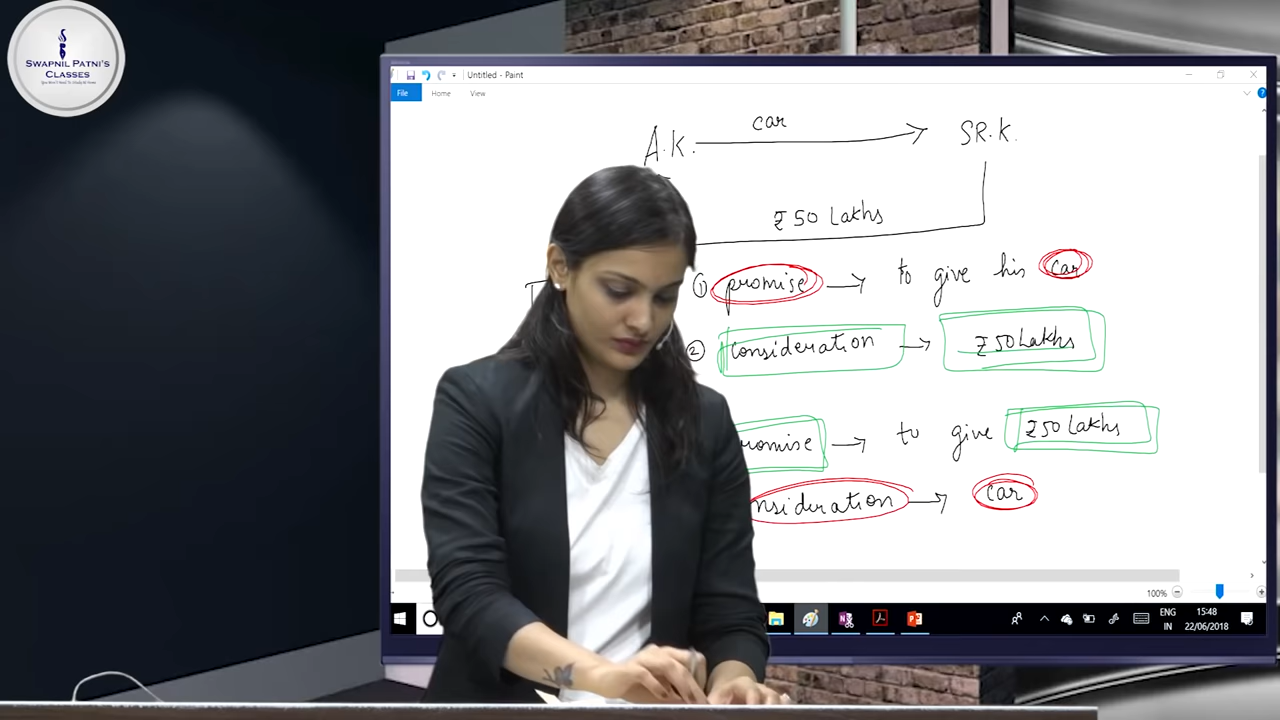 SWAPNIL PATNI'S
CLASSES
Untitled - Paint
File Home View
car
A.K. SR.K.
₹50 Lakhs
① promise → to give his car
② consideration → ₹50 Lakhs
romise → to give ₹50 Lakhs
nsideration → car
100%
ENG 15:48
IN 22/06/2018